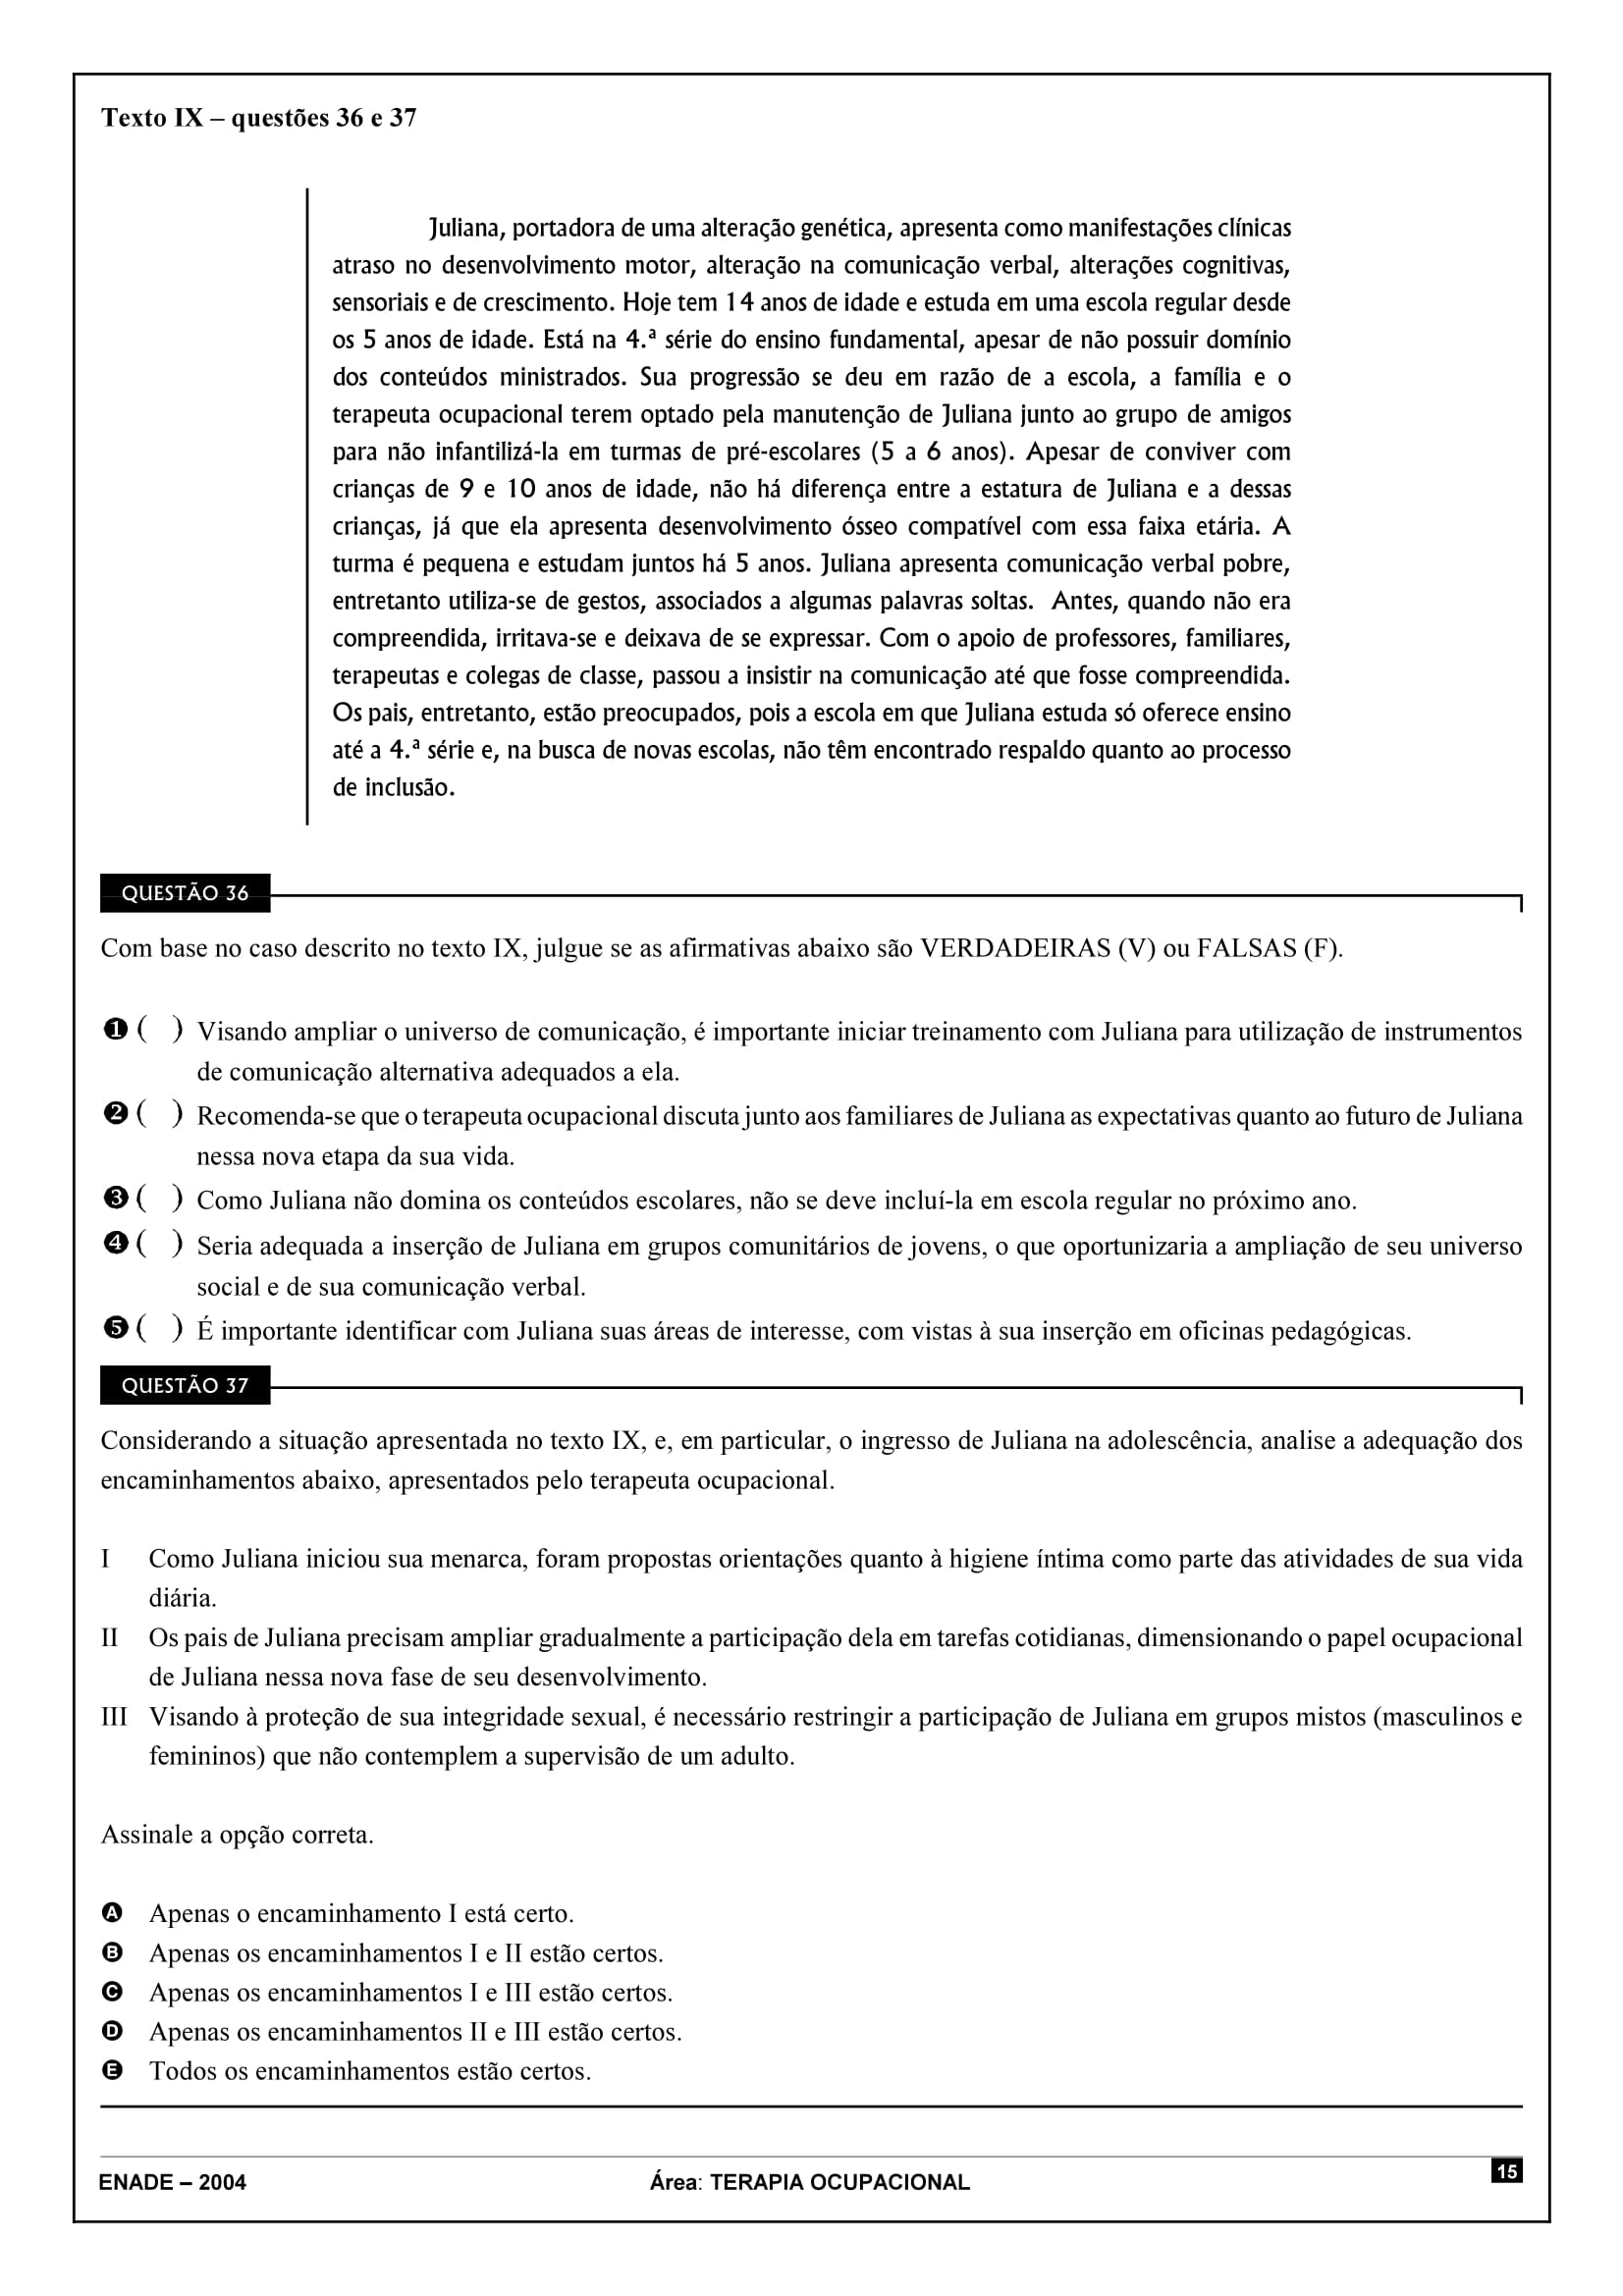 Texto IX – questões 36 e 37
Juliana, portadora de uma alteração genética, apresenta como manifestações clínicas
atraso no desenvolvimento motor, alteração na comunicação verbal, alterações cognitivas,
sensoriais e de crescimento. Hoje tem 14 anos de idade e estuda em uma escola regular desde
os 5 anos de idade. Está na 4.ª série do ensino fundamental, apesar de não possuir domínio
dos conteúdos ministrados. Sua progressão se deu em razão de a escola, a família e o
terapeuta ocupacional terem optado pela manutenção de Juliana junto ao grupo de amigos
para não infantilizá-la em turmas de pré-escolares (5 a 6 anos). Apesar de conviver com
crianças de 9 e 10 anos de idade, não há diferença entre a estatura de Juliana e a dessas
crianças, já que ela apresenta desenvolvimento ósseo compatível com essa faixa etária. A
turma é pequena e estudam juntos há 5 anos. Juliana apresenta comunicação verbal pobre,
entretanto utiliza-se de gestos, associados a algumas palavras soltas. Antes, quando não era
compreendida, irritava-se e deixava de se expressar. Com o apoio de professores, familiares,
terapeutas e colegas de classe, passou a insistir na comunicação até que fosse compreendida.
Os pais, entretanto, estão preocupados, pois a escola em que Juliana estuda só oferece ensino
até a 4.ª série e, na busca de novas escolas, não têm encontrado respaldo quanto ao processo
de inclusão.
QUESTÃO 36
Com base no caso descrito no texto IX, julgue se as afirmativas abaixo são VERDADEIRAS (V) ou FALSAS (F).
❶ ( ) Visando ampliar o universo de comunicação, é importante iniciar treinamento com Juliana para utilização de instrumentos
de comunicação alternativa adequados a ela.
❷ ( ) Recomenda-se que o terapeuta ocupacional discuta junto aos familiares de Juliana as expectativas quanto ao futuro de Juliana
nessa nova etapa da sua vida.
❸ ( ) Como Juliana não domina os conteúdos escolares, não se deve incluí-la em escola regular no próximo ano.
❹ ( ) Seria adequada a inserção de Juliana em grupos comunitários de jovens, o que oportunizaria a ampliação de seu universo
social e de sua comunicação verbal.
❺ ( ) É importante identificar com Juliana suas áreas de interesse, com vistas à sua inserção em oficinas pedagógicas.
QUESTÃO 37
Considerando a situação apresentada no texto IX, e, em particular, o ingresso de Juliana na adolescência, analise a adequação dos
encaminhamentos abaixo, apresentados pelo terapeuta ocupacional.
I Como Juliana iniciou sua menarca, foram propostas orientações quanto à higiene íntima como parte das atividades de sua vida
diária.
II Os pais de Juliana precisam ampliar gradualmente a participação dela em tarefas cotidianas, dimensionando o papel ocupacional
de Juliana nessa nova fase de seu desenvolvimento.
III Visando à proteção de sua integridade sexual, é necessário restringir a participação de Juliana em grupos mistos (masculinos e
femininos) que não contemplem a supervisão de um adulto.
Assinale a opção correta.
A Apenas o encaminhamento I está certo.
B Apenas os encaminhamentos I e II estão certos.
C Apenas os encaminhamentos I e III estão certos.
D Apenas os encaminhamentos II e III estão certos.
E Todos os encaminhamentos estão certos.
ENADE – 2004 Área: TERAPIA OCUPACIONAL 15